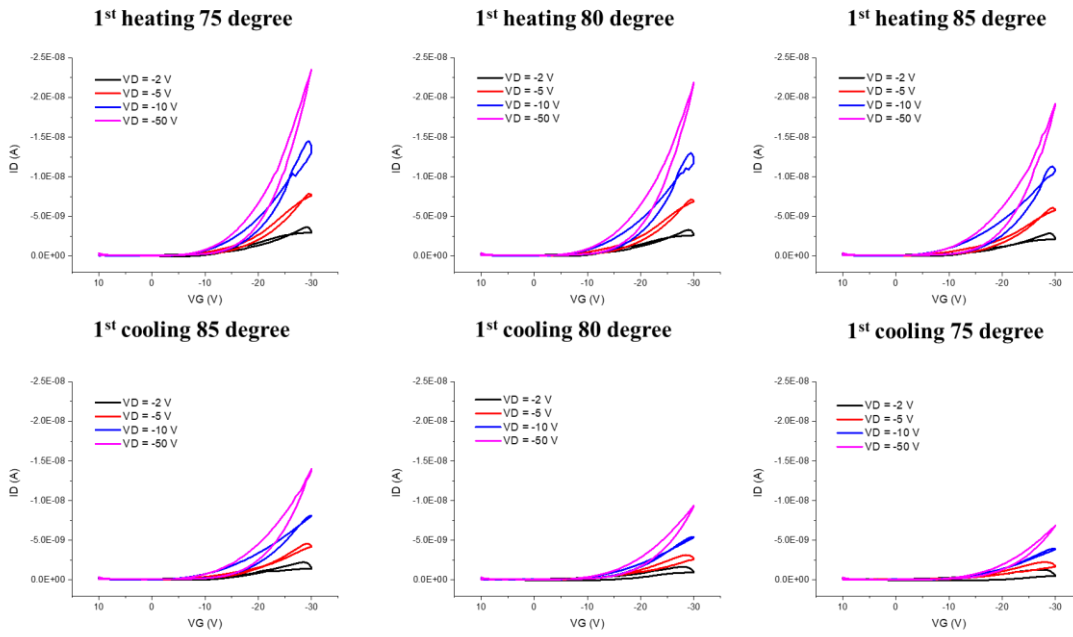 1st heating 75 degree
1st heating 80 degree
1st heating 85 degree
-2.5E-08
-2.0E-08
-1.5E-08
-1.0E-08
-5.0E-09
0.0E+00
ID (A)
VD = -2 V
VD = -5 V
VD = -10 V
VD = -50 V
10
0
-10
-20
-30
VG (V)
-2.5E-08
-2.0E-08
-1.5E-08
-1.0E-08
-5.0E-09
0.0E+00
ID (A)
VD = -2 V
VD = -5 V
VD = -10 V
VD = -50 V
10
0
-10
-20
-30
VG (V)
-2.5E-08
-2.0E-08
-1.5E-08
-1.0E-08
-5.0E-09
0.0E+00
ID (A)
VD = -2 V
VD = -5 V
VD = -10 V
VD = -50 V
10
0
-10
-20
-30
VG (V)
1st cooling 85 degree
1st cooling 80 degree
1st cooling 75 degree
-2.5E-08
-2.0E-08
-1.5E-08
-1.0E-08
-5.0E-09
0.0E+00
ID (A)
VD = -2 V
VD = -5 V
VD = -10 V
VD = -50 V
10
0
-10
-20
-30
VG (V)
-2.5E-08
-2.0E-08
-1.5E-08
-1.0E-08
-5.0E-09
0.0E+00
ID (A)
VD = -2 V
VD = -5 V
VD = -10 V
VD = -50 V
10
0
-10
-20
-30
VG (V)
-2.5E-08
-2.0E-08
-1.5E-08
-1.0E-08
-5.0E-09
0.0E+00
ID (A)
VD = -2 V
VD = -5 V
VD = -10 V
VD = -50 V
10
0
-10
-20
-30
VG (V)